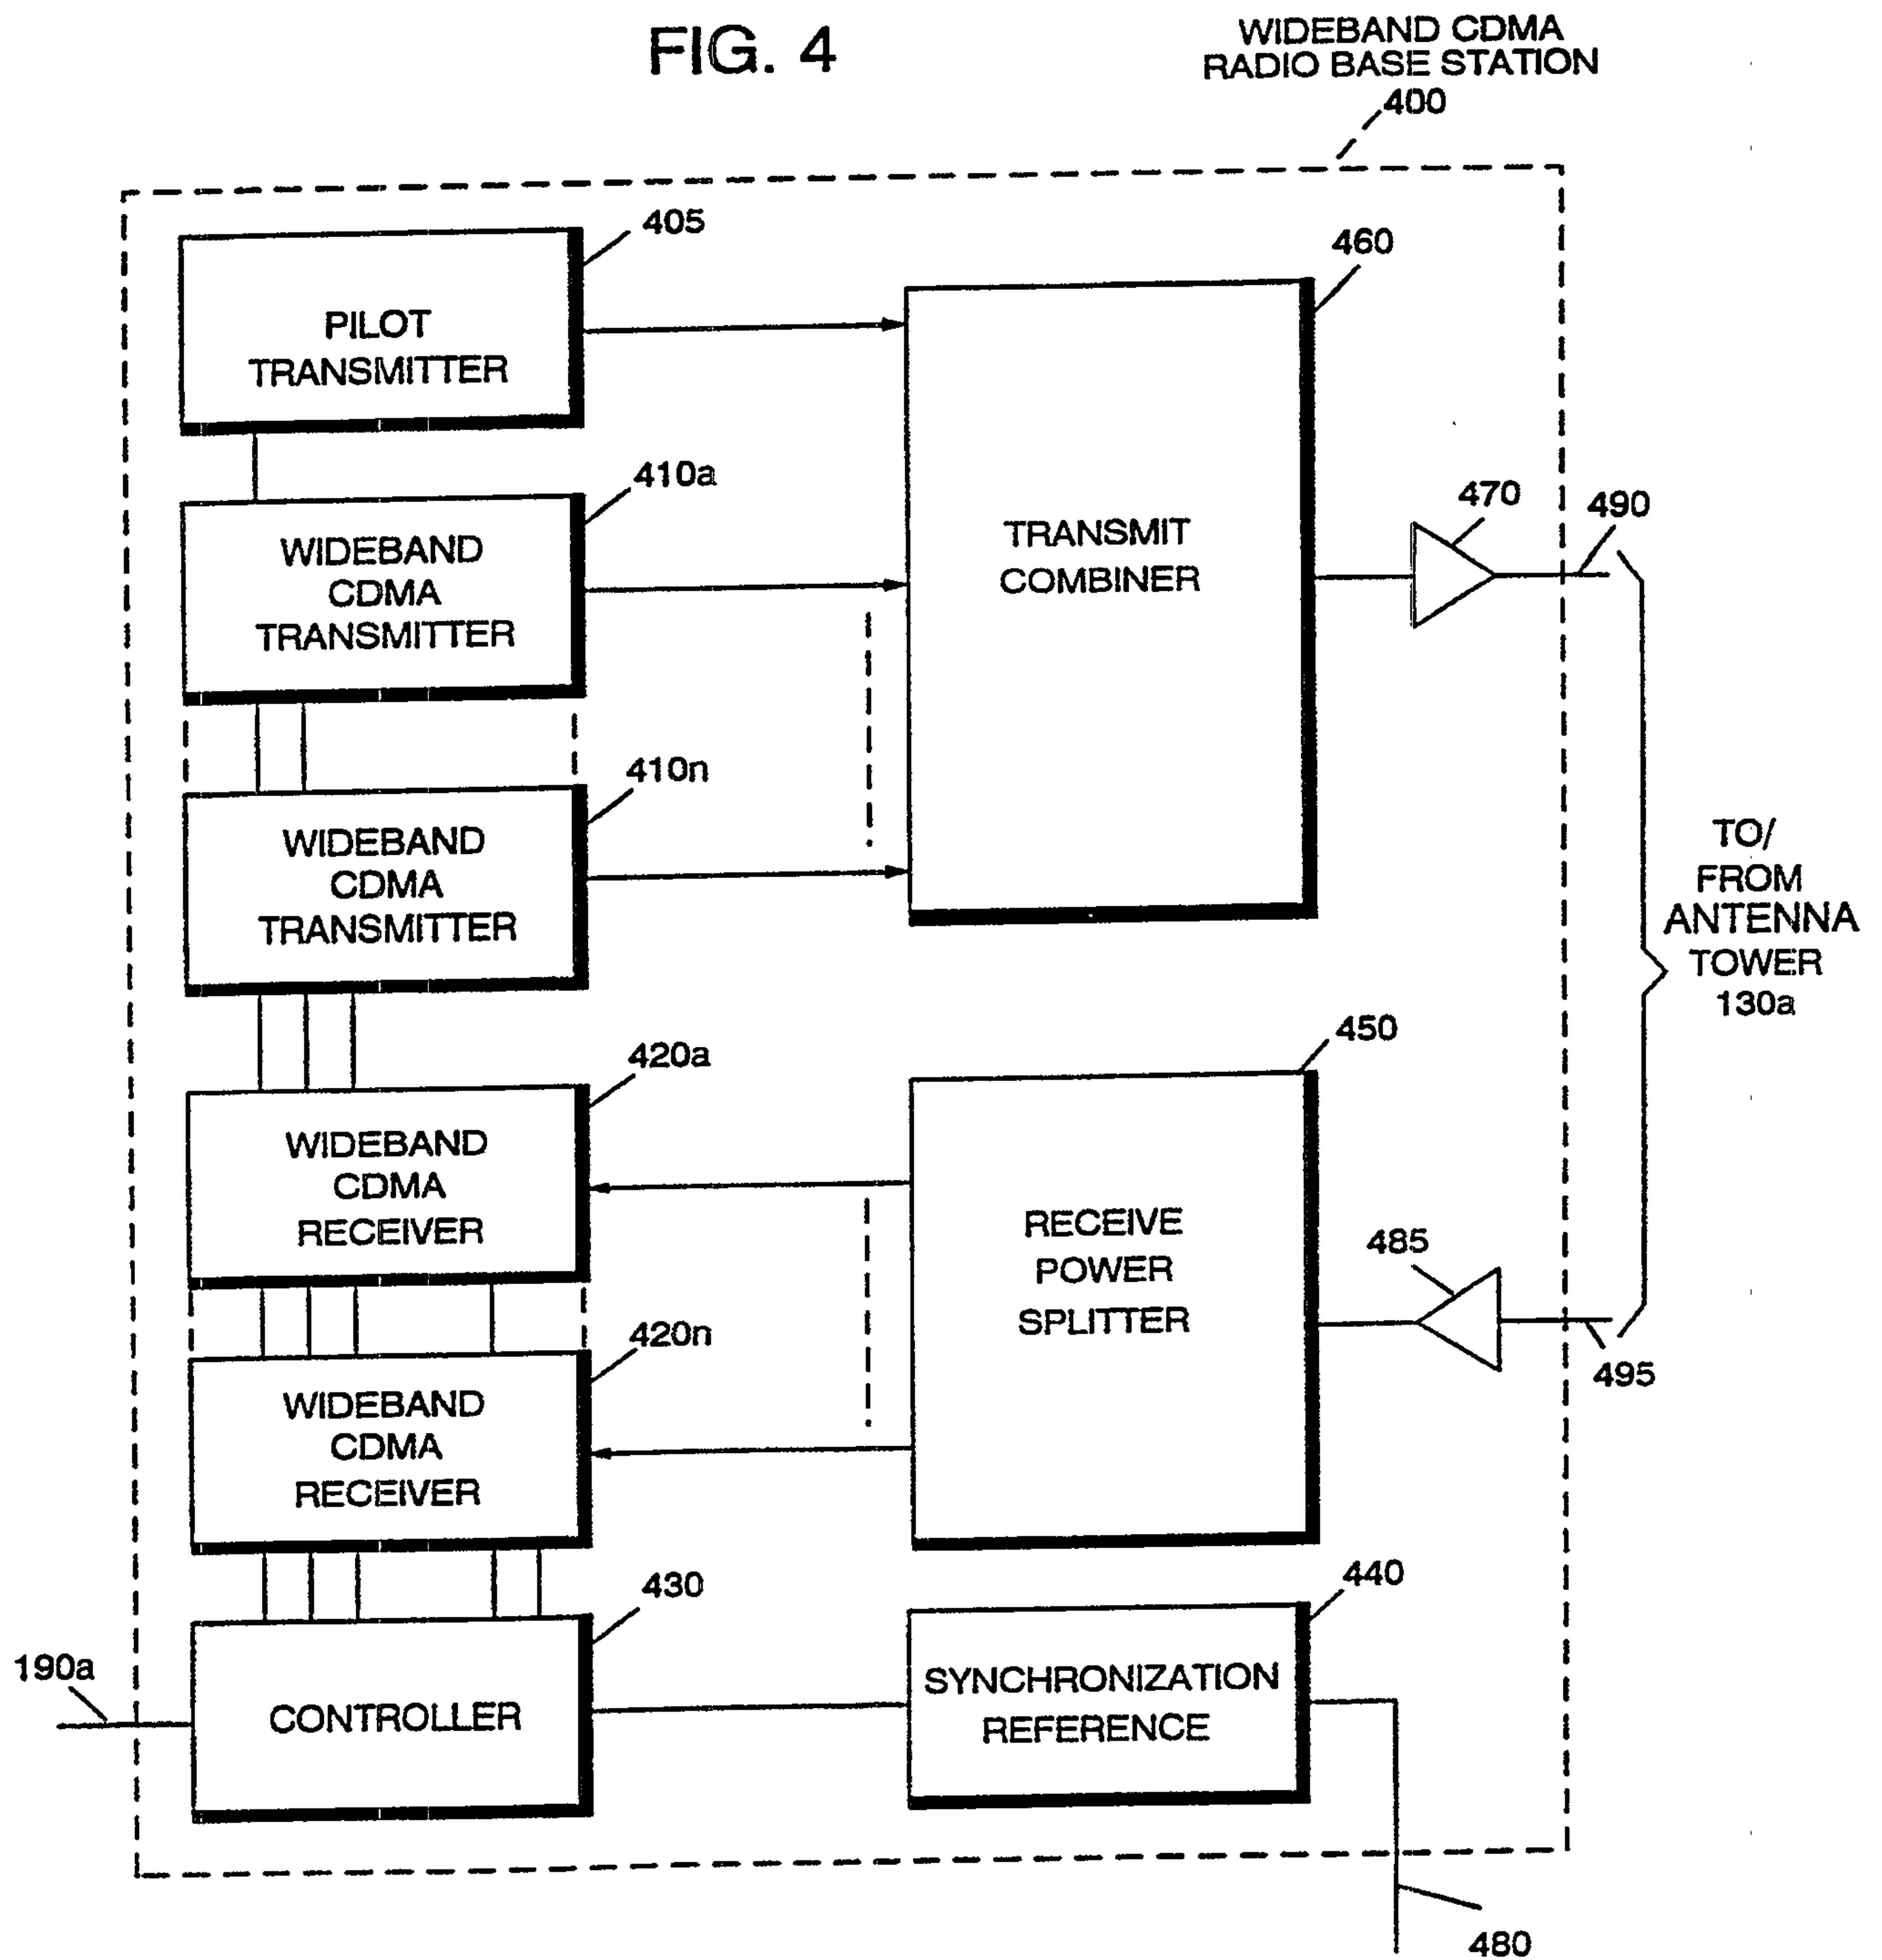 FIG. 4
WIDEBAND CDMA
RADIO BASE STATION
400
405
PILOT
TRANSMITTER
460
410a
WIDEBAND
CDMA
TRANSMITTER
TRANSMIT
COMBINER
470
490
410n
WIDEBAND
CDMA
TRANSMITTER
TO/
FROM
ANTENNA
TOWER
130a
420a
WIDEBAND
CDMA
RECEIVER
450
RECEIVE
POWER
SPLITTER
485
495
420n
WIDEBAND
CDMA
RECEIVER
430
440
190a
CONTROLLER
SYNCHRONIZATION
REFERENCE
480